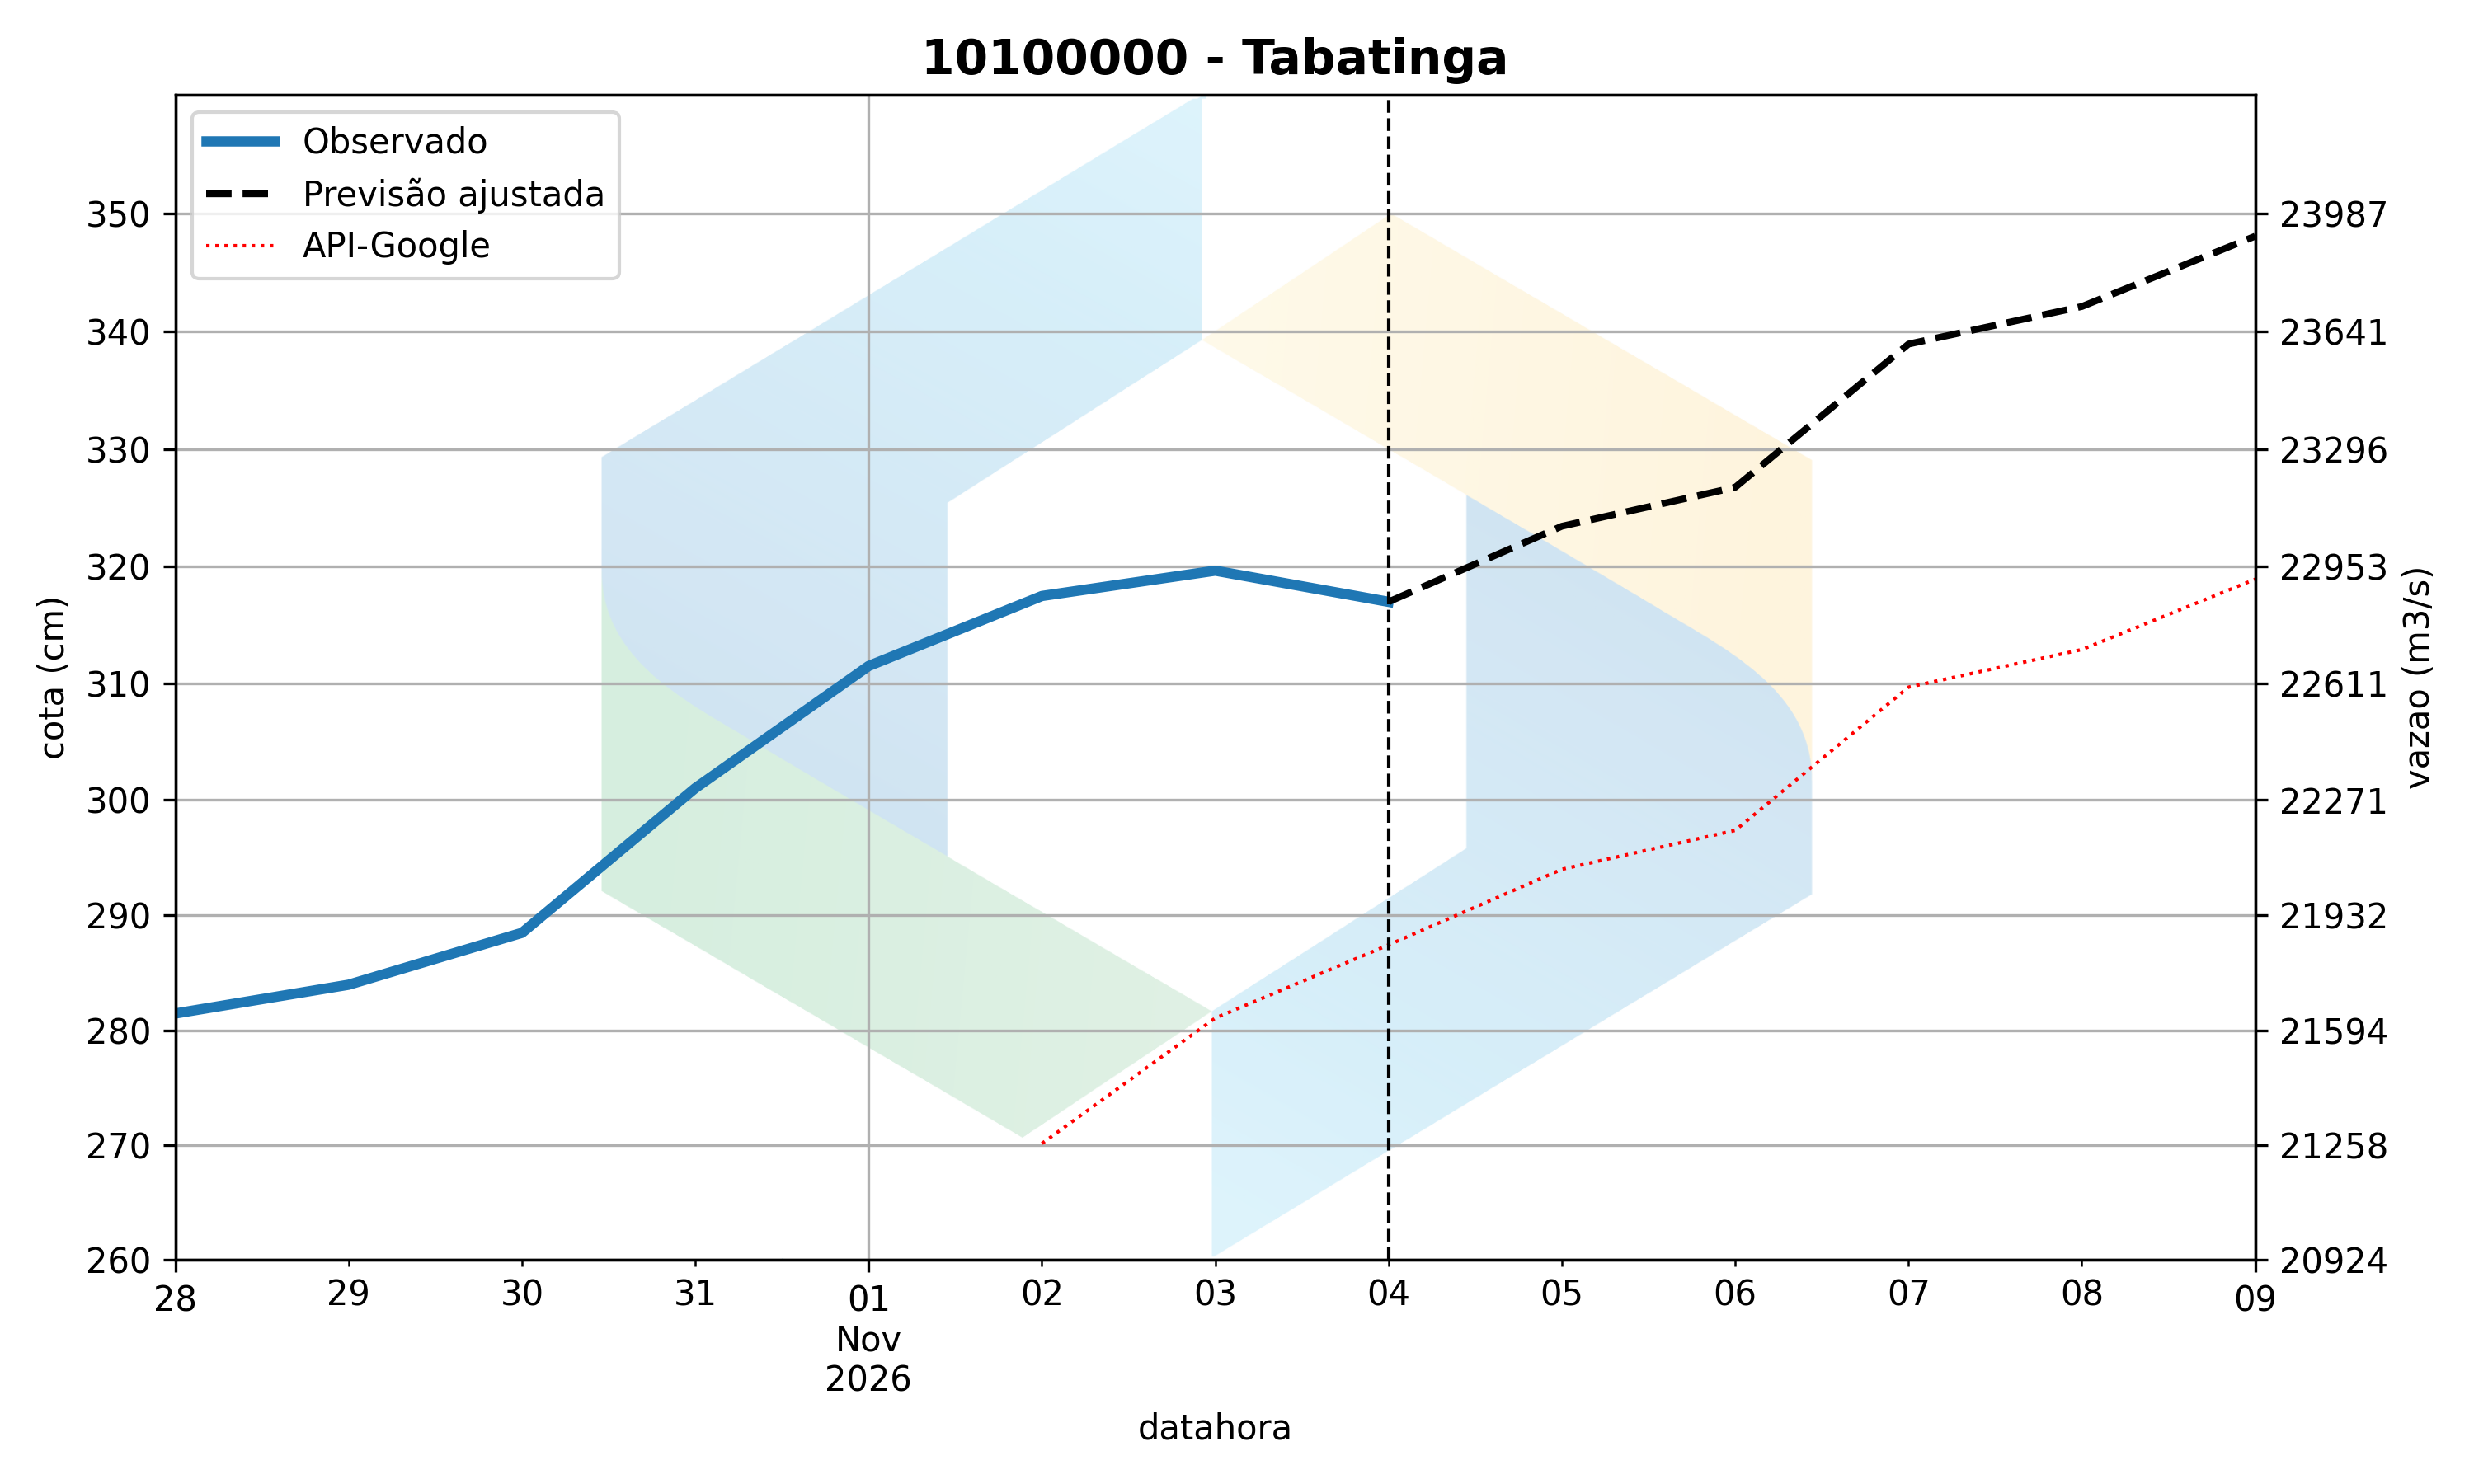 10100000 - Tabatinga
Observado
Previsão ajustada
API-Google
350
340
330
320
310
300
290
280
270
260
cota (cm)
23987
23641
23296
22953
22611
22271
21932
21594
21258
20924
vazao (m3/s)
28 29 30 31 01 02 03 04 05 06 07 08 09
Nov
2026
datahora